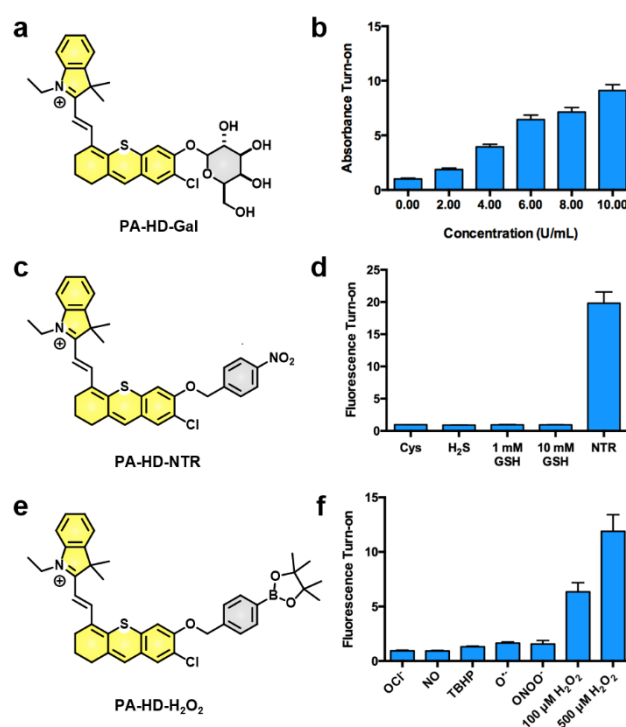 a
N
⊕
S
O
OH
OH
O
Cl
OH
OH
PA-HD-Gal
b
Absorbance Turn-on
15
10
5
0
0.00 2.00 4.00 6.00 8.00 10.00
Concentration (U/mL)
c
N
⊕
S
O
NO₂
Cl
PA-HD-NTR
d
Fluorescence Turn-on
25
20
15
10
5
0
Cys H₂S 1 mM GSH 10 mM GSH NTR
e
N
⊕
S
O
Cl
O
B
O
PA-HD-H₂O₂
f
Fluorescence Turn-on
15
10
5
0
OCl⁻ NO TBHP O•⁻ ONOO⁻ 100 µM H₂O₂ 500 µM H₂O₂